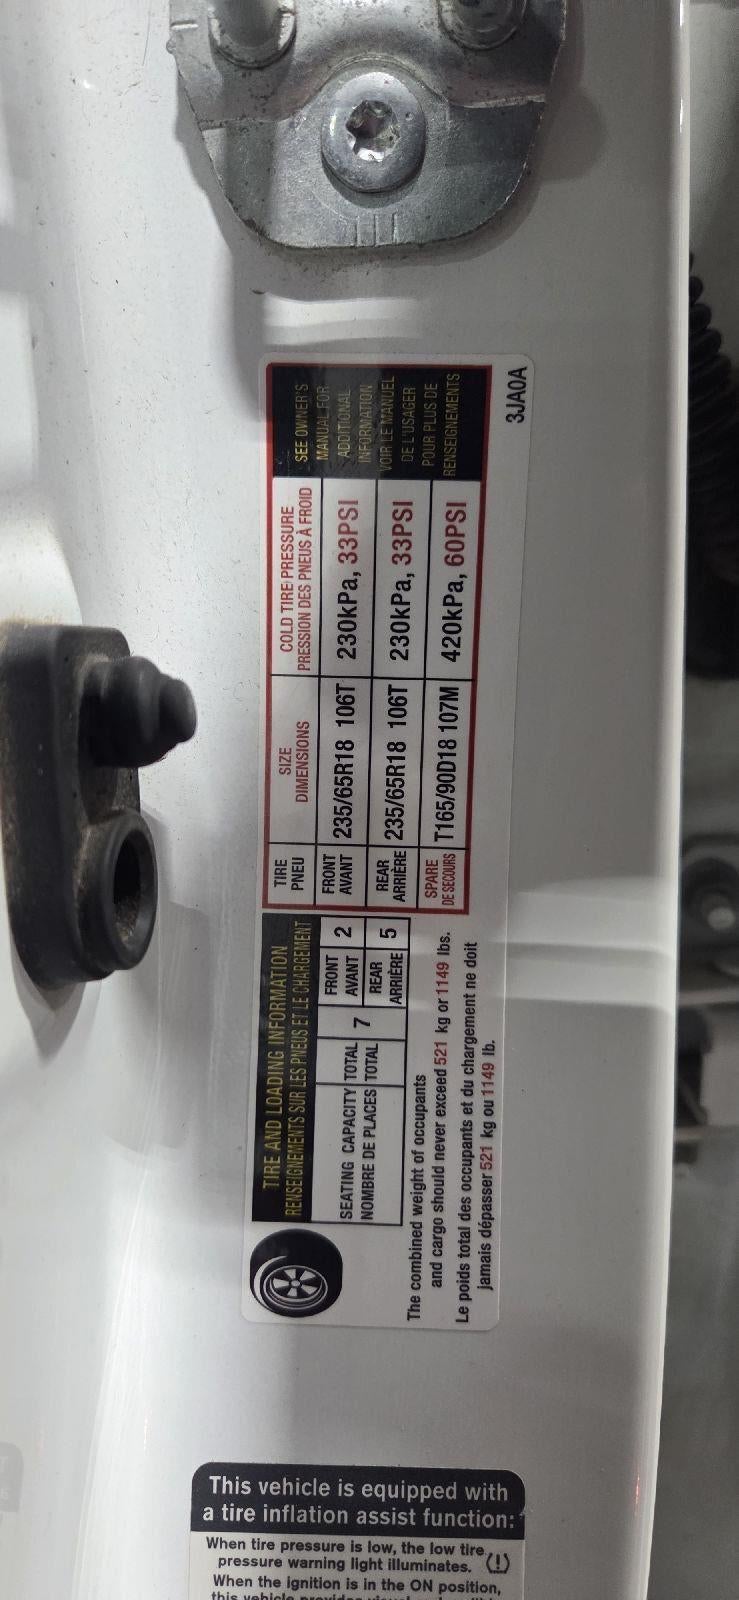 TIRE AND LOADING INFORMATION
RENSEIGNEMENTS SUR LES PNEUS ET LE CHARGEMENT
SEATING CAPACITY TOTAL
NOMBRE DE PLACES TOTAL
7
FRONT
AVANT
2
REAR
ARRIÈRE
5
The combined weight of occupants
and cargo should never exceed 521 kg or 1149 lbs.
Le poids total des occupants et du chargement ne doit
jamais dépasser 521 kg ou 1149 lb.
TIRE
PNEU
SIZE
DIMENSIONS
COLD TIRE PRESSURE
PRESSION DES PNEUS À FROID
FRONT
AVANT
235/65R18 106T
230kPa, 33PSI
REAR
ARRIÈRE
235/65R18 106T
230kPa, 33PSI
SPARE
DE SECOURS
T165/90D18 107M
420kPa, 60PSI
SEE OWNER'S
MANUAL FOR
ADDITIONAL
INFORMATION
VOIR LE MANUEL
DE L'USAGER
POUR PLUS DE
RENSEIGNEMENTS
3JA0A
This vehicle is equipped with
a tire inflation assist function:
When tire pressure is low, the low tire
pressure warning light illuminates. (!)
When the ignition is in the ON position,
this vehicle provides visual